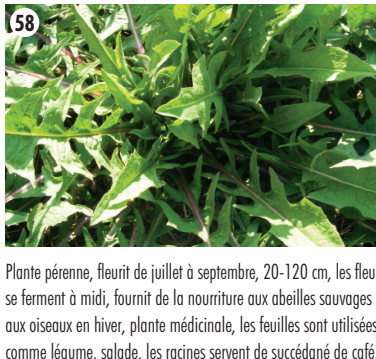 58
Plante pérenne, fleurit de juillet à septembre, 20-120 cm, les fleu
se ferment à midi, fournit de la nourriture aux abeilles sauvages
aux oiseaux en hiver, plante médicinale, les feuilles sont utilisées
comme légume, salade, les racines servent de succédané de café